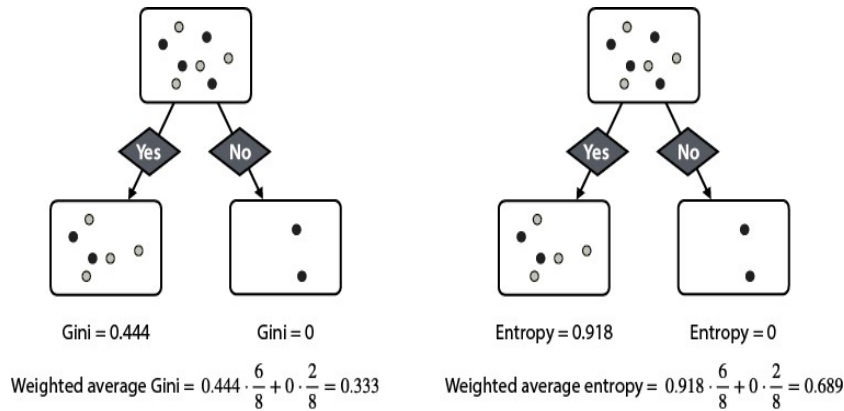 Yes No Yes No
Gini = 0.444 Gini = 0 Entropy = 0.918 Entropy = 0
Weighted average Gini = 0.444 · 6/8 + 0 · 2/8 = 0.333 Weighted average entropy = 0.918 · 6/8 + 0 · 2/8 = 0.689